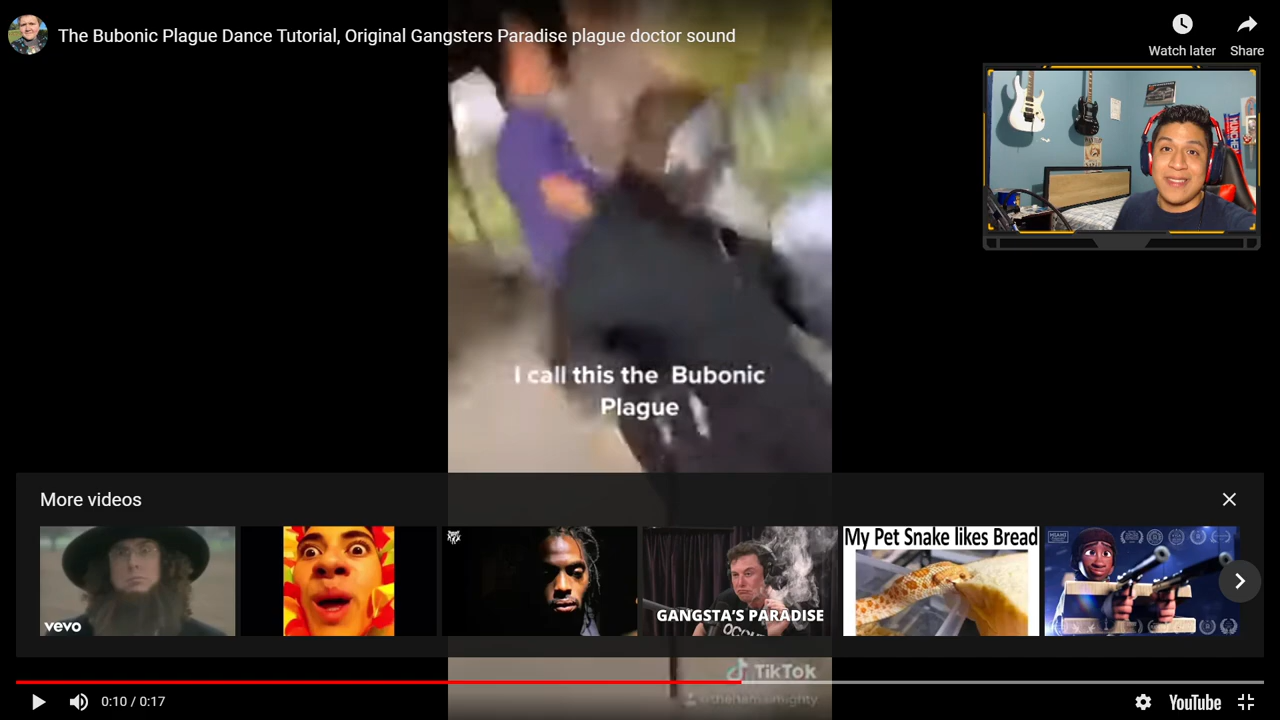 The Bubonic Plague Dance Tutorial, Original Gangsters Paradise plague doctor sound
Watch later
Share
I call this the Bubonic
Plague
More videos
vevo
GANGSTA'S PARADISE
My Pet Snake likes Bread
TikTok
0:10 / 0:17
YouTube